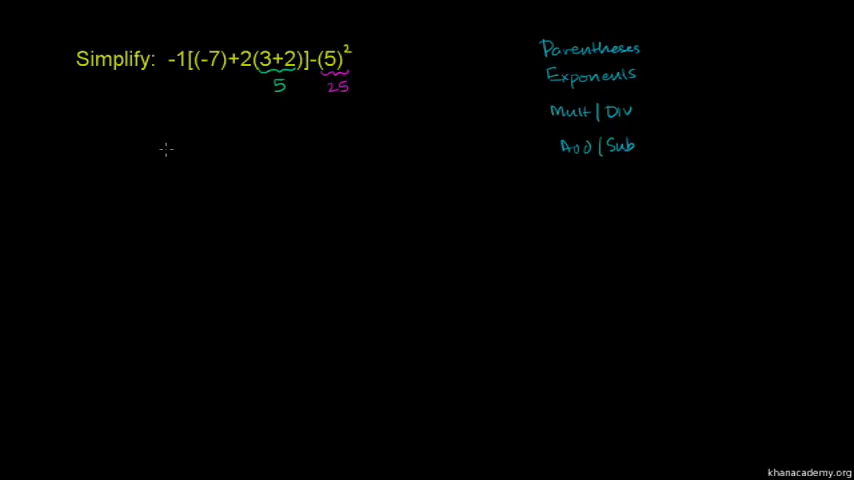 Simplify: -1[(-7)+2(3+2)]-(5)²
5 25
Parentheses
Exponents
Mult | Div
Add | Sub
khanacademy.org